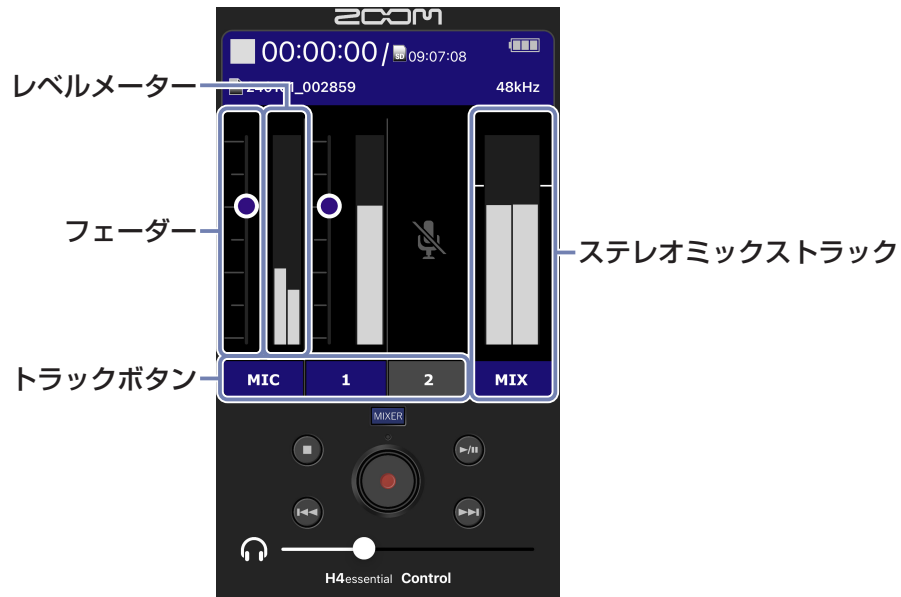 ZOOM
00:00:00/ SD 09:07:08
レベルメーター
002859 48kHz
フェーダー
ステレオミックストラック
トラックボタン
MIC 1 2 MIX
MIXER
H4essential Control